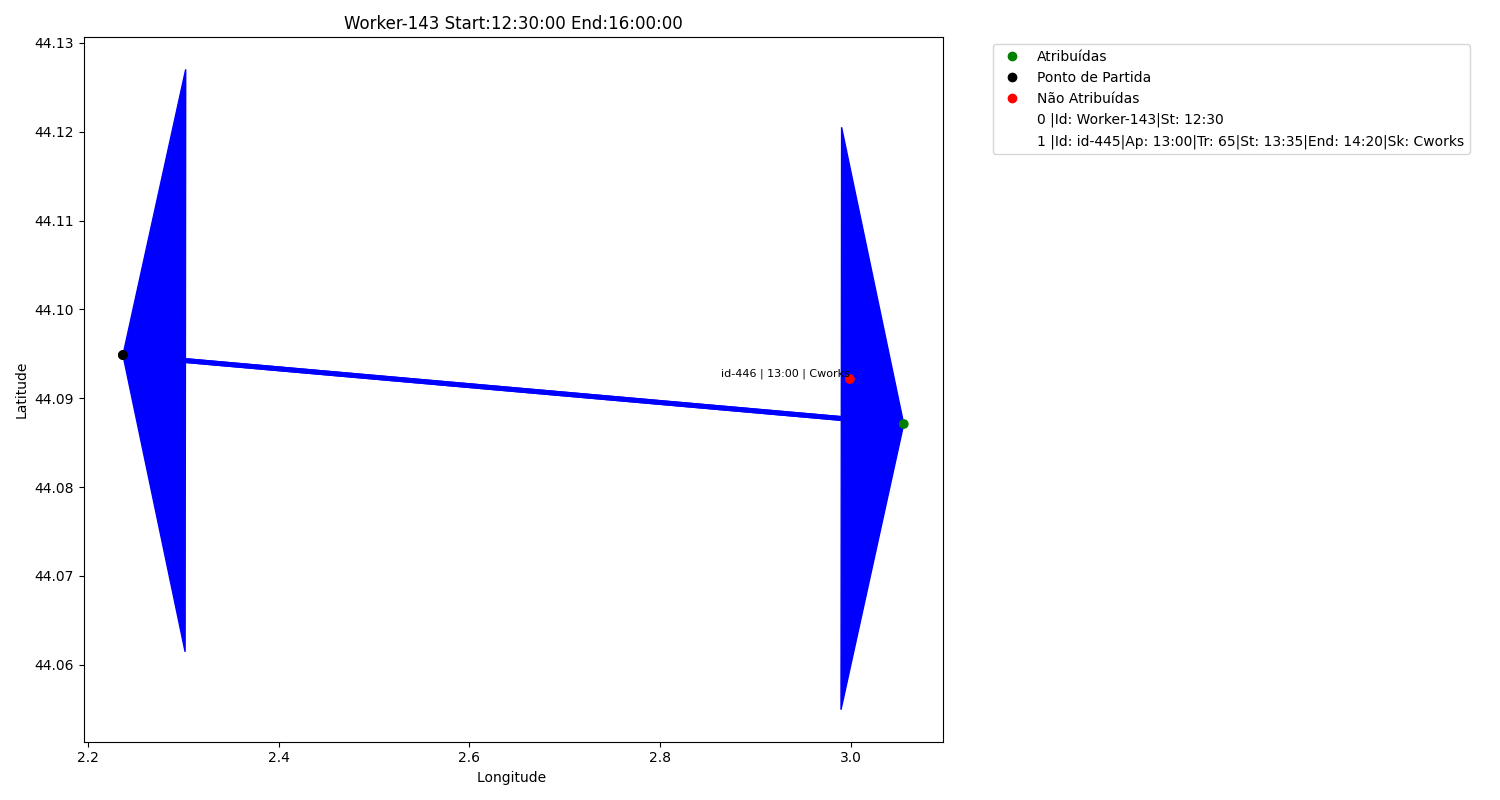 Worker-143 Start:12:30:00 End:16:00:00
44.13
44.12
44.11
44.10
44.09
44.08
44.07
44.06
Latitude
id-446 | 13:00 | Cworks
2.2
2.4
2.6
2.8
3.0
Longitude
Atribuídas
Ponto de Partida
Não Atribuídas
0 |Id: Worker-143|St: 12:30
1 |Id: id-445|Ap: 13:00|Tr: 65|St: 13:35|End: 14:20|Sk: Cworks